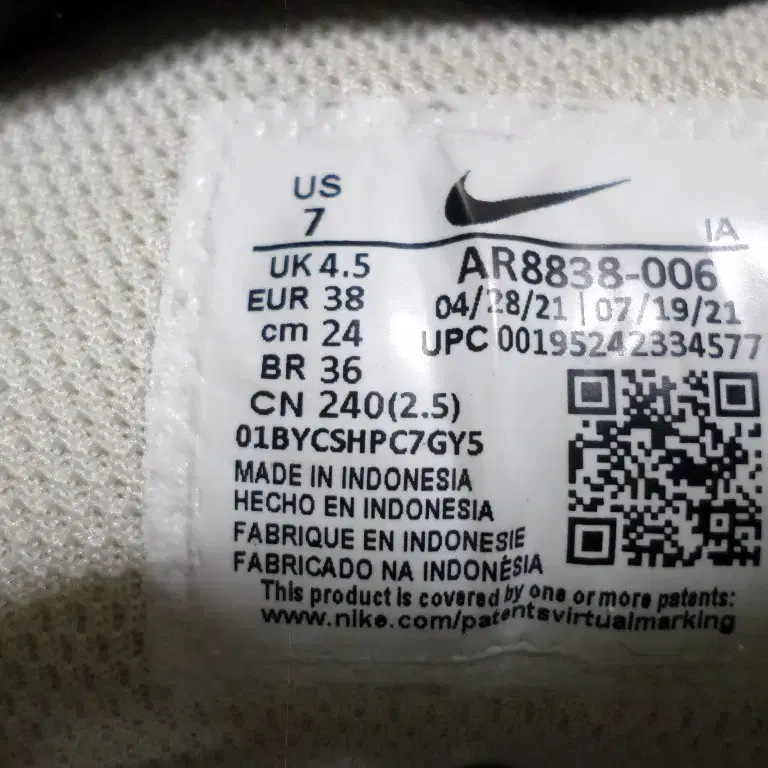 US
7
IA
UK 4.5
AR8838-006
EUR 38
04/28/21 | 07/19/21
cm 24
UPC 00195242334577
BR 36
CN 240(2.5)
01BYCSHPC7GY5
MADE IN INDONESIA
HECHO EN INDONESIA
FABRIQUE EN INDONESIE
FABRICADO NA INDONÉSIA
This product is covered by one or more patents:
www.nike.com/patentsvirtualmarking